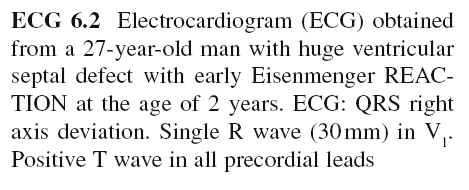 ECG 6.2 Electrocardiogram (ECG) obtained
from a 27-year-old man with huge ventricular
septal defect with early Eisenmenger REAC-
TION at the age of 2 years. ECG: QRS right
axis deviation. Single R wave (30 mm) in V₁.
Positive T wave in all precordial leads